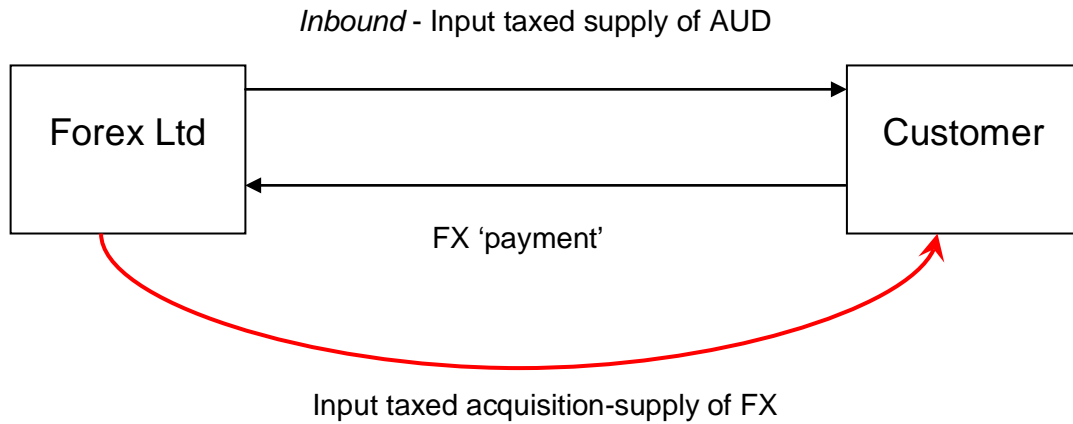 Inbound - Input taxed supply of AUD
Forex Ltd
Customer
FX ‘payment’
Input taxed acquisition-supply of FX